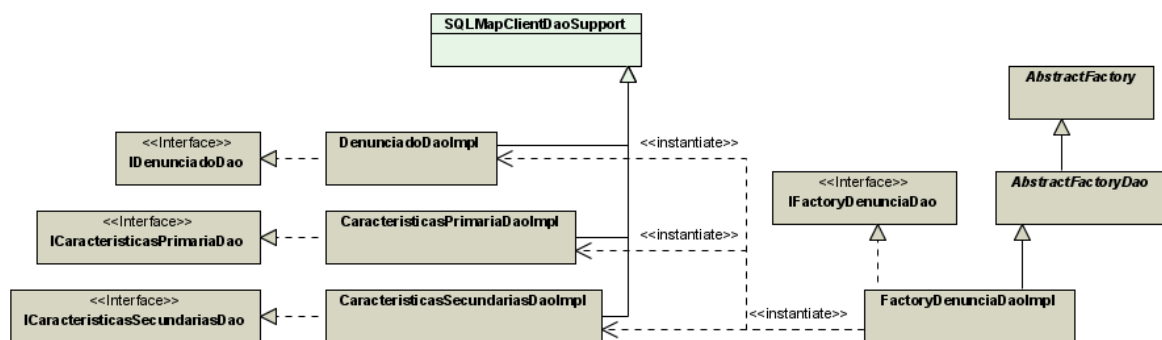 SQLMapClientDaoSupport
AbstractFactory
<<Interface>>
IDenunciadoDao
DenunciadoDaoImpl
<<instantiate>>
<<Interface>>
IFactoryDenunciaDao
AbstractFactoryDao
<<Interface>>
ICaracteristicasPrimariaDao
CaracteristicasPrimariaDaoImpl
<<instantiate>>
<<Interface>>
ICaracteristicasSecundariasDao
CaracteristicasSecundariasDaoImpl
<<instantiate>>
FactoryDenunciaDaoImpl